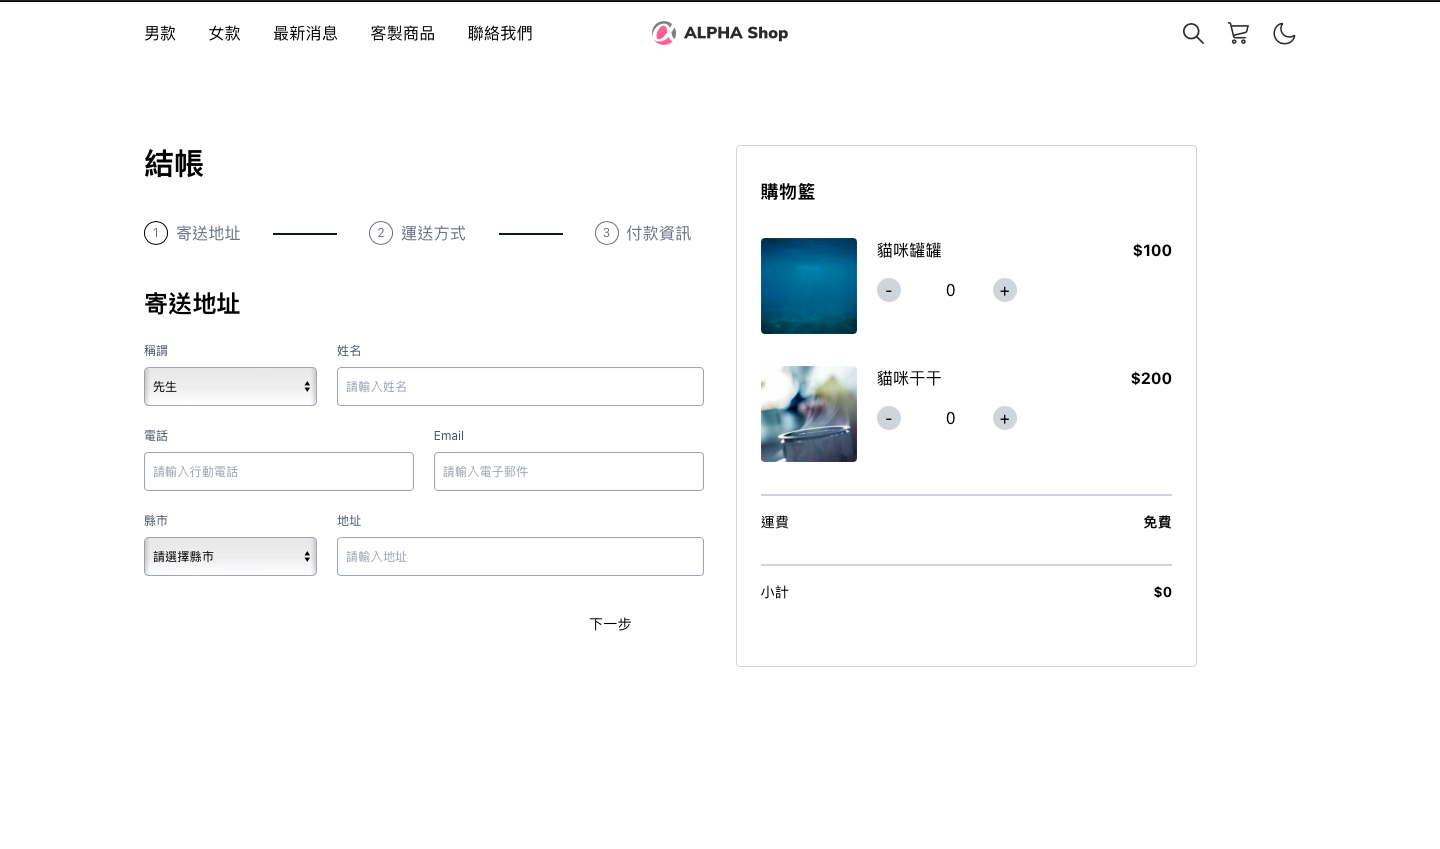 男款 女款 最新消息 客製商品 聯絡我們 ALPHA Shop
結帳
1 寄送地址 2 運送方式 3 付款資訊
寄送地址
稱謂 姓名
先生 請輸入姓名
電話 Email
請輸入行動電話 請輸入電子郵件
縣市 地址
請選擇縣市 請輸入地址
下一步
購物籃
貓咪罐罐 $100
- 0 +
貓咪干干 $200
- 0 +
運費 免費
小計 $0